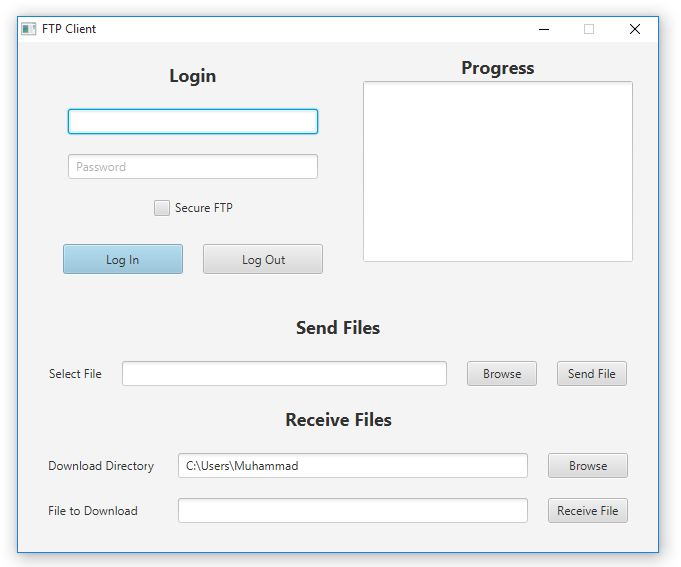 FTP Client
Login
Progress
Password
Secure FTP
Log In
Log Out
Send Files
Select File
Browse
Send File
Receive Files
Download Directory
C:\Users\Muhammad
Browse
File to Download
Receive File